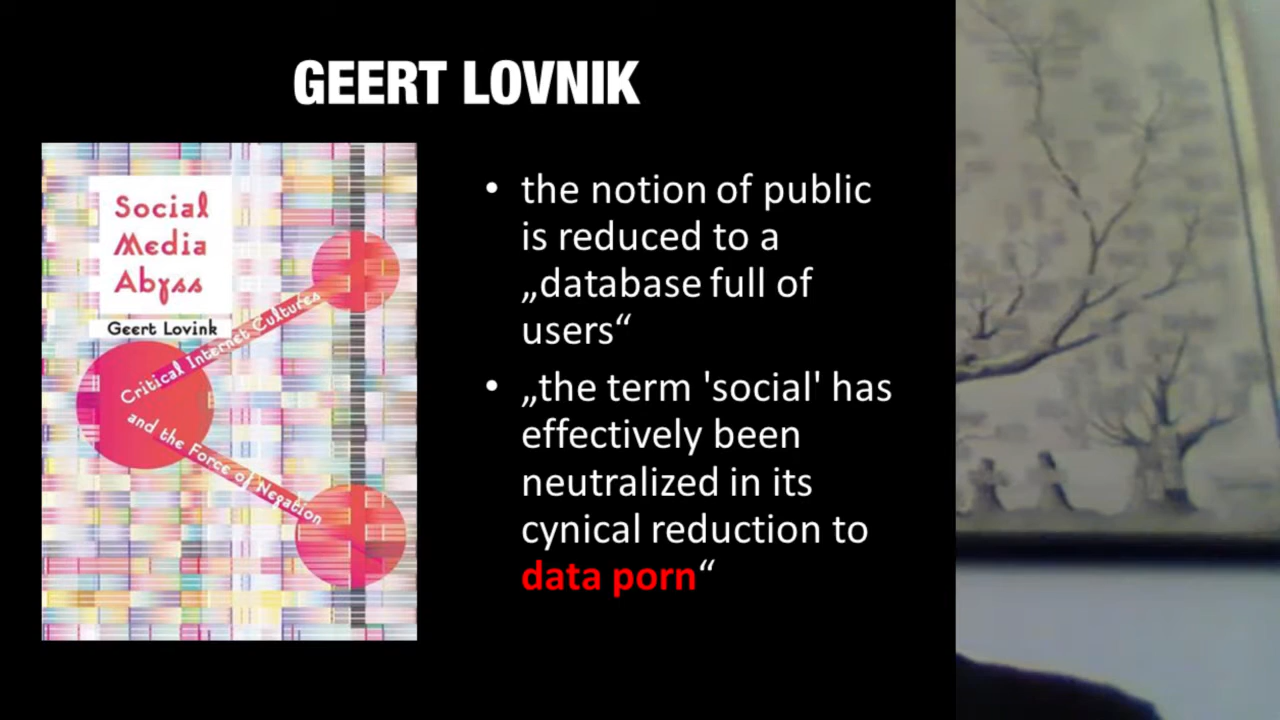 GEERT LOVNIK
Social
Media
Abyss
Geert Lovink
Critical Internet Cultures
and the Force of Negation
• the notion of public
is reduced to a
„database full of
users“
• „the term 'social' has
effectively been
neutralized in its
cynical reduction to
data porn“